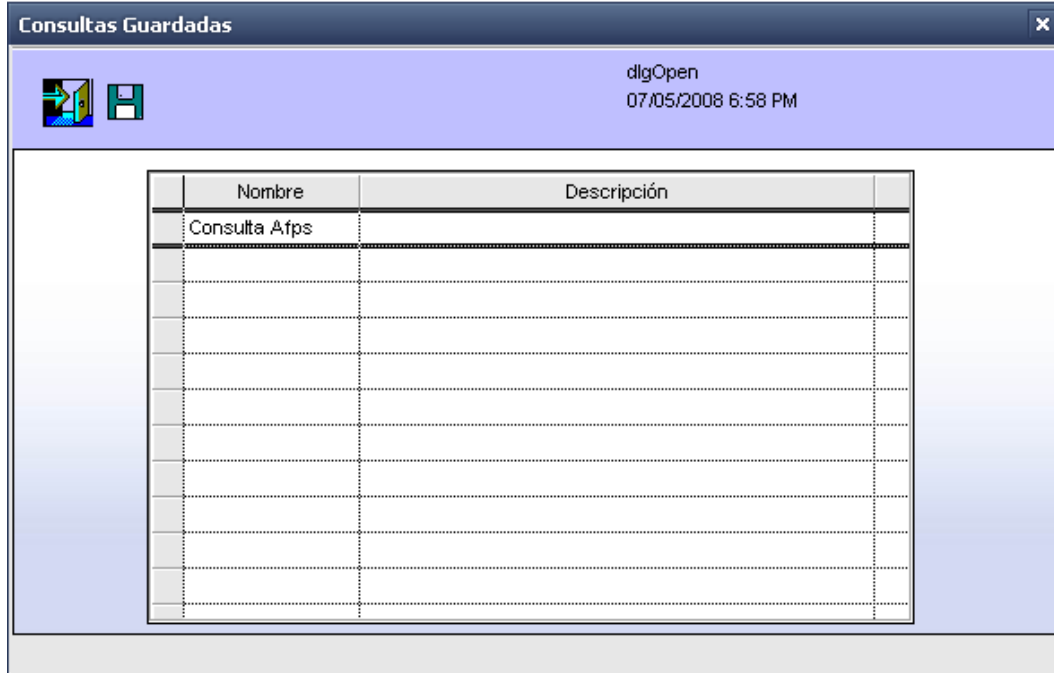 Consultas Guardadas
dlgOpen
07/05/2008 6:58 PM
Nombre Descripción
Consulta Afps